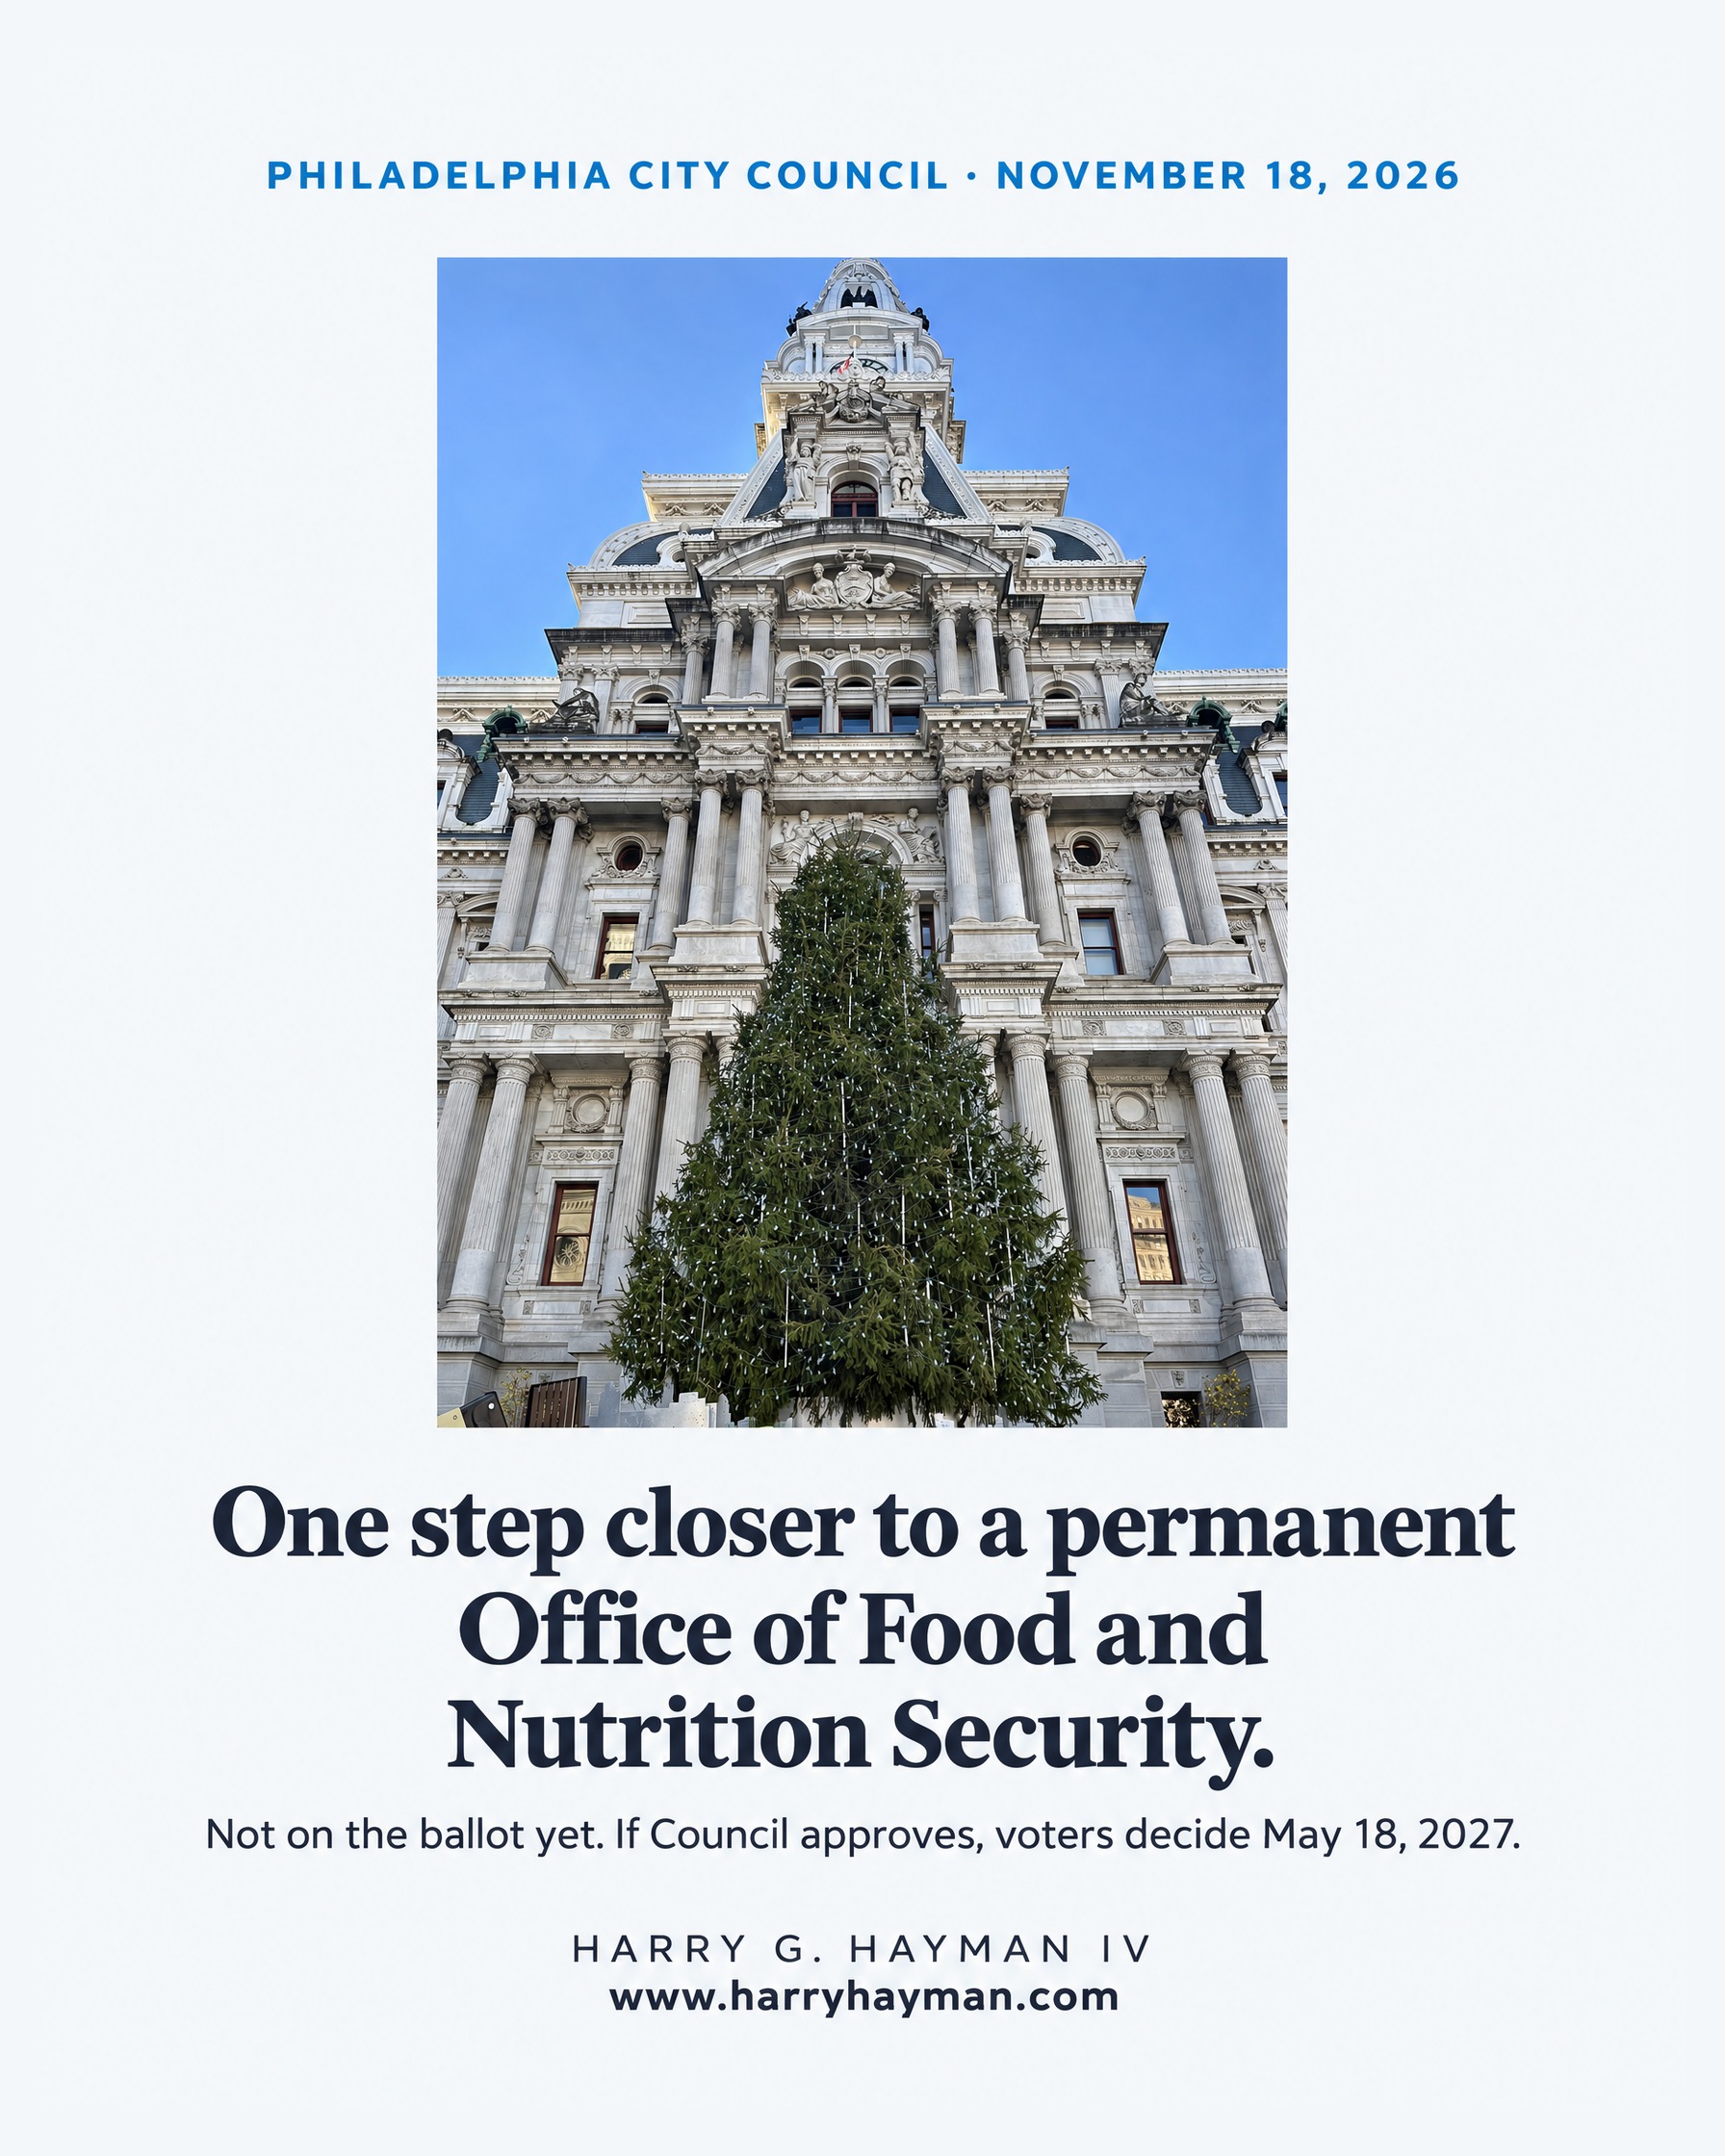 PHILADELPHIA CITY COUNCIL · NOVEMBER 18, 2026
One step closer to a permanent
Office of Food and
Nutrition Security.
Not on the ballot yet. If Council approves, voters decide May 18, 2027.
HARRY G. HAYMAN IV
www.harryhayman.com